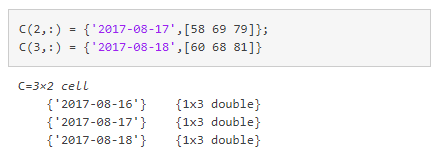 C(2,:) = {'2017-08-17',[58 69 79]};
C(3,:) = {'2017-08-18',[60 68 81]}
C=3×2 cell
{'2017-08-16'} {1x3 double}
{'2017-08-17'} {1x3 double}
{'2017-08-18'} {1x3 double}